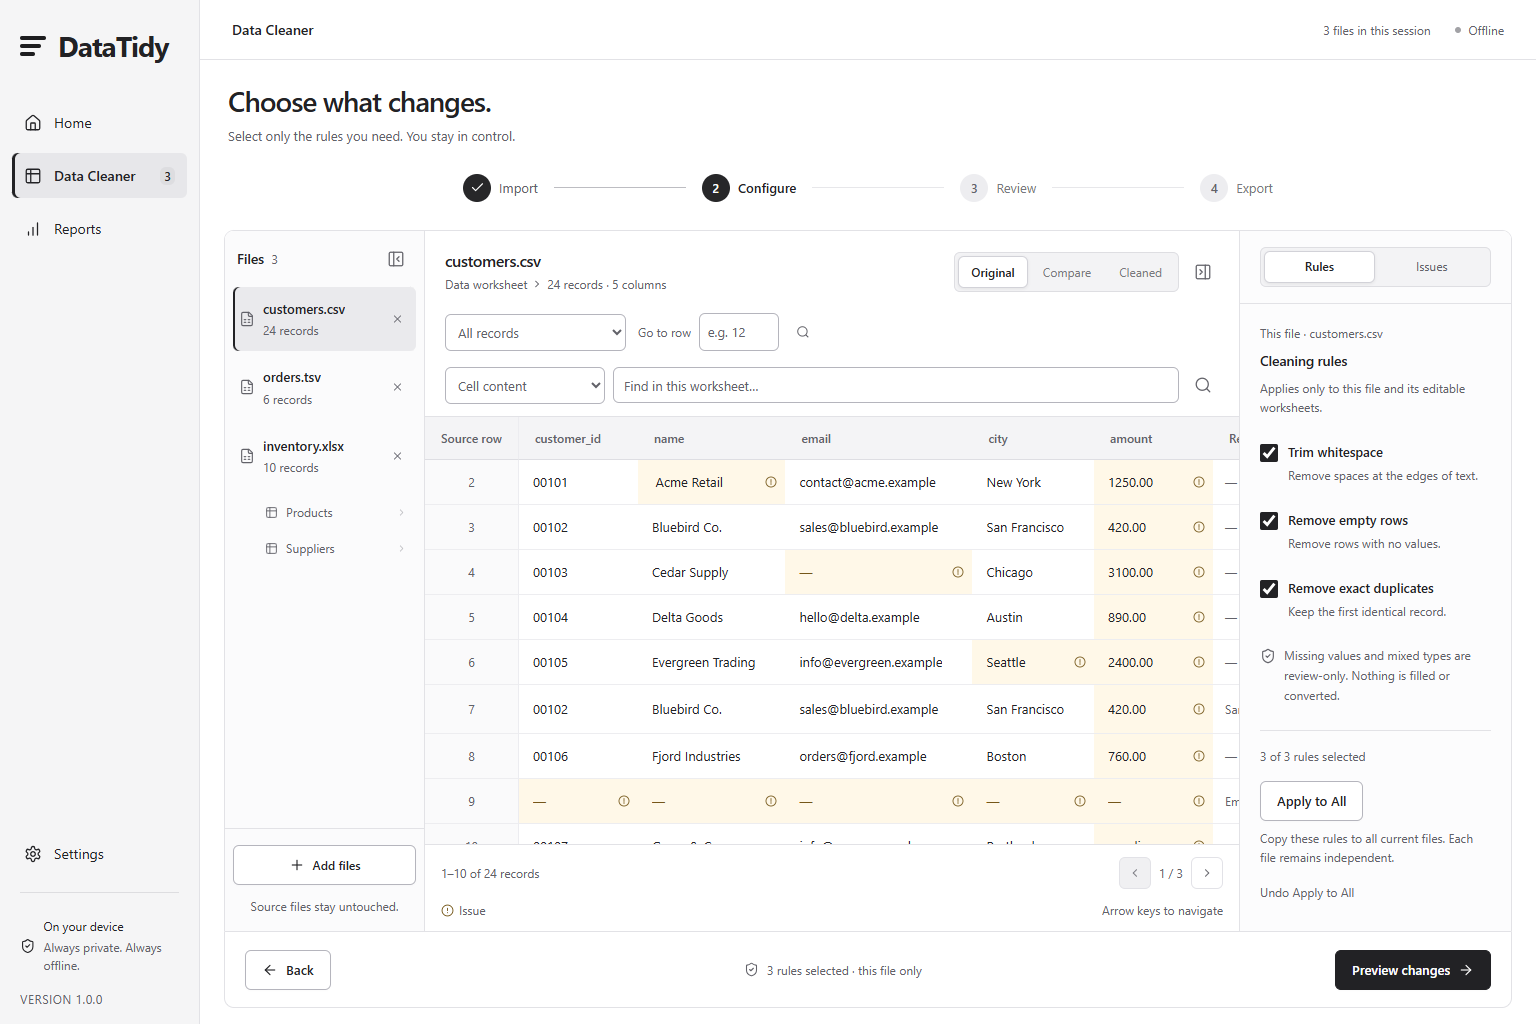 DataTidy
Home
Data Cleaner 3
Reports
Settings
On your device
Always private. Always
offline.
VERSION 1.0.0
Data Cleaner
3 files in this session
Offline
Choose what changes.
Select only the rules you need. You stay in control.
Import
2 Configure
3 Review
4 Export
Files 3
customers.csv
24 records
orders.tsv
6 records
inventory.xlsx
10 records
Products
Suppliers
Add files
Source files stay untouched.
customers.csv
Data worksheet > 24 records · 5 columns
Original Compare Cleaned
All records Go to row e.g. 12
Cell content Find in this worksheet...
Source row customer_id name email city amount
2 00101 Acme Retail contact@acme.example New York 1250.00 —
3 00102 Bluebird Co. sales@bluebird.example San Francisco 420.00 —
4 00103 Cedar Supply — Chicago 3100.00 —
5 00104 Delta Goods hello@delta.example Austin 890.00 —
6 00105 Evergreen Trading info@evergreen.example Seattle 2400.00 —
7 00102 Bluebird Co. sales@bluebird.example San Francisco 420.00
8 00106 Fjord Industries orders@fjord.example Boston 760.00 —
9 — — — — —
1–10 of 24 records
1 / 3
Issue
Arrow keys to navigate
Rules Issues
This file · customers.csv
Cleaning rules
Applies only to this file and its editable
worksheets.
Trim whitespace
Remove spaces at the edges of text.
Remove empty rows
Remove rows with no values.
Remove exact duplicates
Keep the first identical record.
Missing values and mixed types are
review-only. Nothing is filled or
converted.
3 of 3 rules selected
Apply to All
Copy these rules to all current files. Each
file remains independent.
Undo Apply to All
Back
3 rules selected · this file only
Preview changes